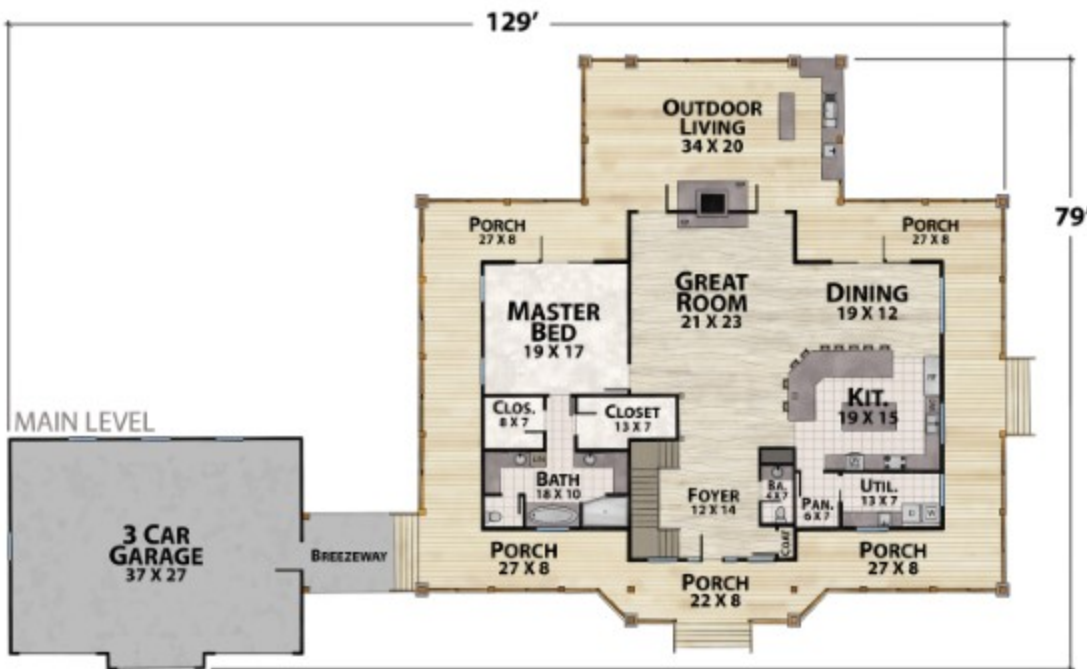 129'
OUTDOOR
LIVING
34 X 20
79'
PORCH
27 X 8
PORCH
27 X 8
GREAT
ROOM
21 X 23
DINING
19 X 12
MASTER
BED
19 X 17
KIT.
19 X 15
CLOS.
8 X 7
CLOSET
13 X 7
MAIN LEVEL
BATH
18 X 10
FOYER
12 X 14
BA.
4 X 7
PAN.
6 X 7
UTIL.
13 X 7
D
W
COAT
3 CAR
GARAGE
37 X 27
BREEZEWAY
PORCH
27 X 8
PORCH
22 X 8
PORCH
27 X 8